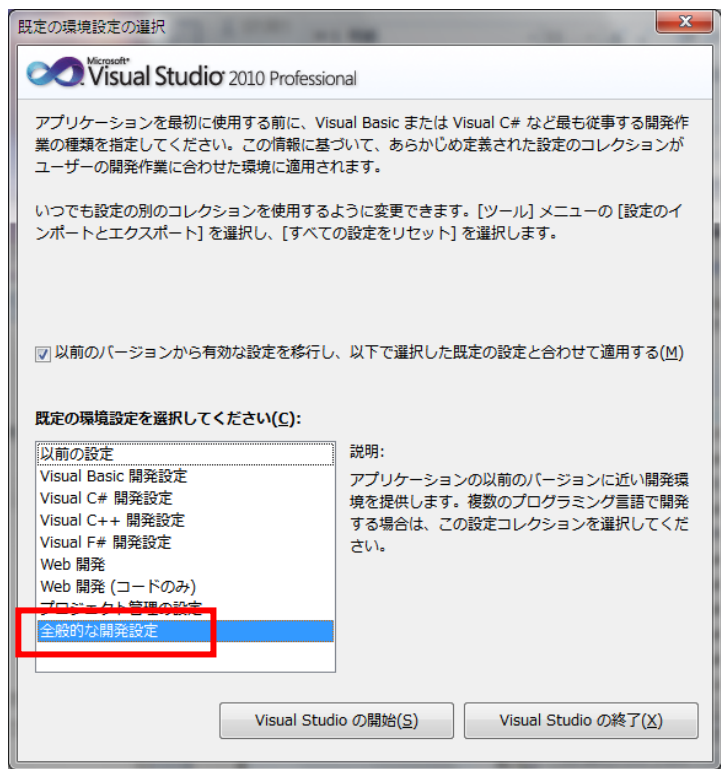 既定の環境設定の選択
Microsoft®
Visual Studio 2010 Professional
アプリケーションを最初に使用する前に、Visual Basic または Visual C# など最も従事する開発作
業の種類を指定してください。この情報に基づいて、あらかじめ定義された設定のコレクションが
ユーザーの開発作業に合わせた環境に適用されます。
いつでも設定の別のコレクションを使用するように変更できます。[ツール] メニューの [設定のイ
ンポートとエクスポート] を選択し、[すべての設定をリセット] を選択します。
以前のバージョンから有効な設定を移行し、以下で選択した既定の設定と合わせて適用する(M)
既定の環境設定を選択してください(C):
以前の設定
Visual Basic 開発設定
Visual C# 開発設定
Visual C++ 開発設定
Visual F# 開発設定
Web 開発
Web 開発 (コードのみ)
プロジェクト管理の設定
全般的な開発設定
説明:
アプリケーションの以前のバージョンに近い開発環
境を提供します。複数のプログラミング言語で開発
する場合は、この設定コレクションを選択してくだ
さい。
Visual Studio の開始(S)
Visual Studio の終了(X)